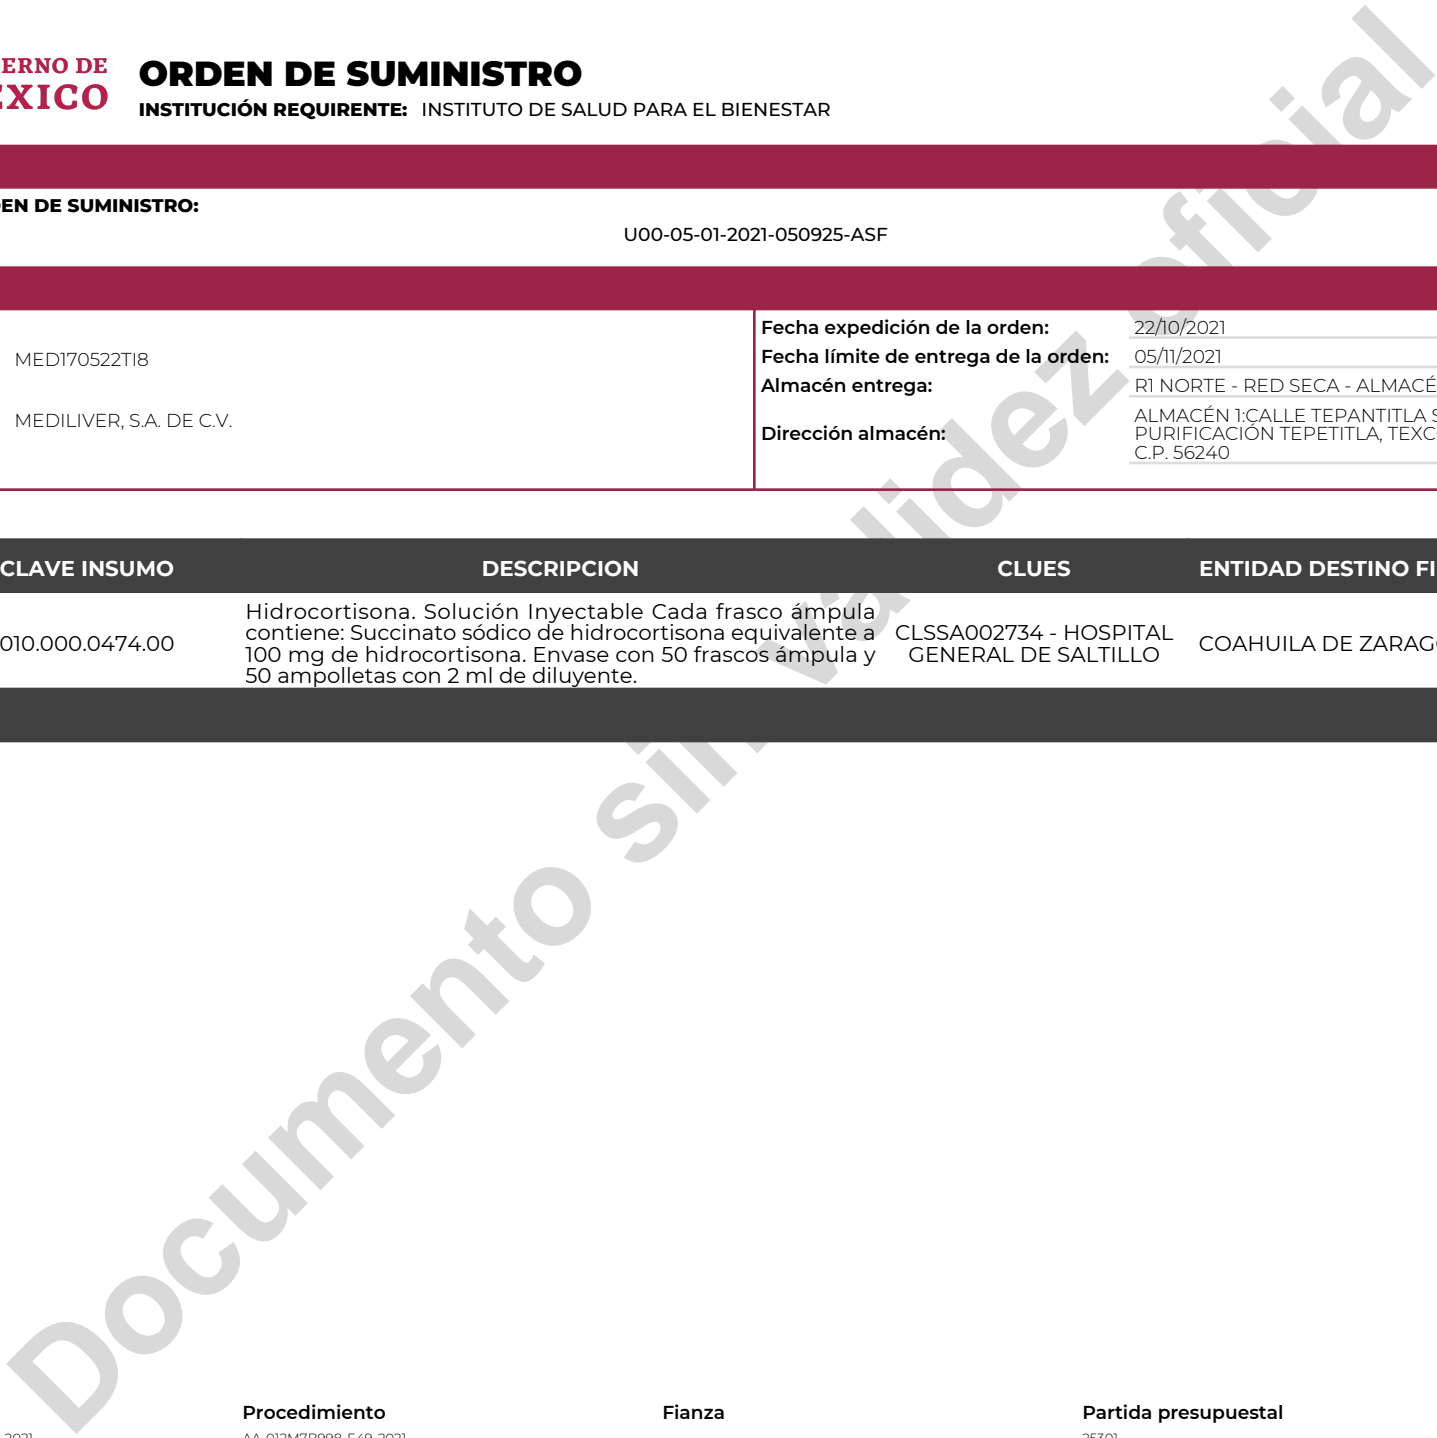 ERNO DE
ORDEN DE SUMINISTRO
INSTITUCIÓN REQUIRENTE: INSTITUTO DE SALUD PARA EL BIENESTAR
EN DE SUMINISTRO:
U00-05-01-2021-050925-ASF
MED170522TI8
MEDILIVER, S.A. DE C.V.
Fecha expedición de la orden: 22/10/2021
Fecha límite de entrega de la orden: 05/11/2021
Almacén entrega: R1 NORTE - RED SECA - ALMACÉ
Dirección almacén: ALMACÉN 1:CALLE TEPANTITLA S
PURIFICACIÓN TEPETITLA, TEXC
C.P. 56240
CLAVE INSUMO DESCRIPCION CLUES ENTIDAD DESTINO FI
010.000.0474.00
Hidrocortisona. Solución Inyectable Cada frasco ámpula
contiene: Succinato sódico de hidrocortisona equivalente a
100 mg de hidrocortisona. Envase con 50 frascos ámpula y
50 ampolletas con 2 ml de diluyente.
CLSSA002734 - HOSPITAL
GENERAL DE SALTILLO
COAHUILA DE ZARAG
Documento sin validez oficial
Procedimiento Fianza Partida presupuestal